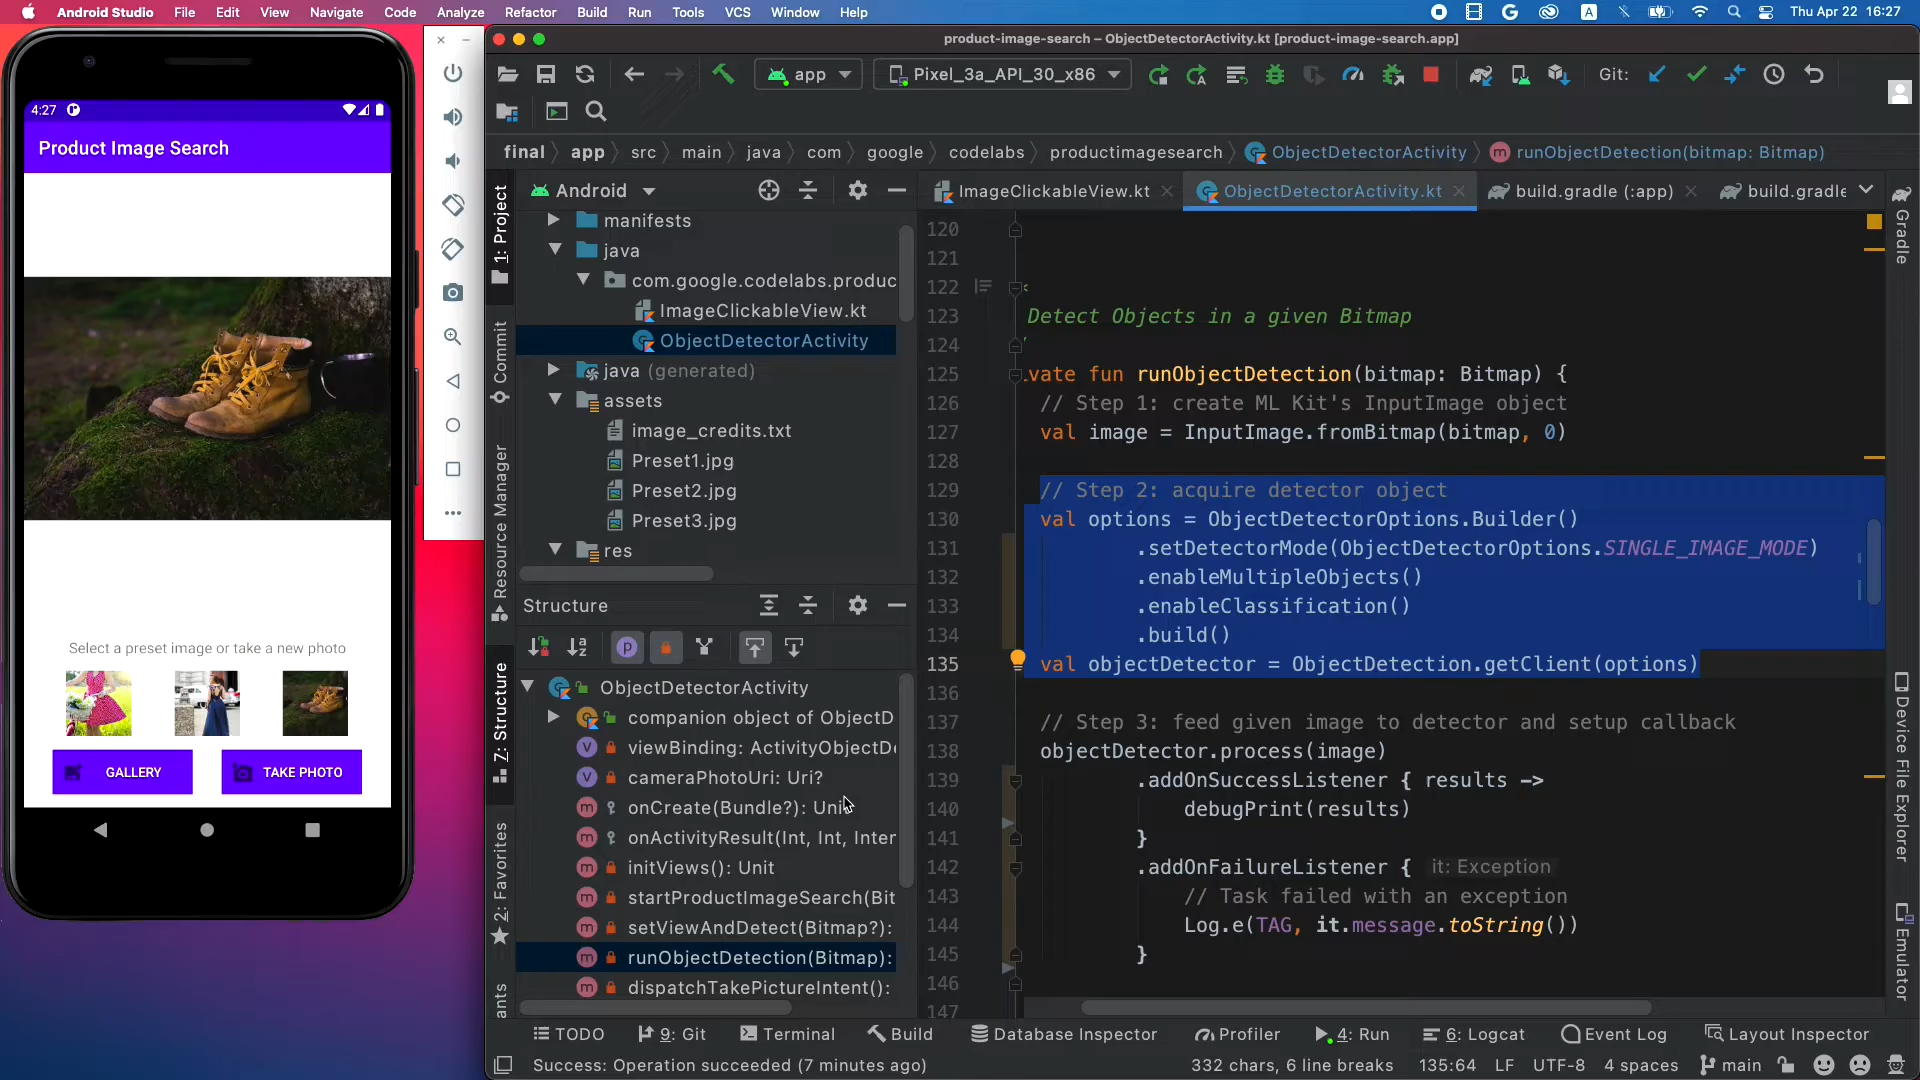 Android Studio File Edit View Navigate Code Analyze Refactor Build Run Tools VCS Window Help A Thu Apr 22 16:27
product-image-search – ObjectDetectorActivity.kt [product-image-search.app]
app Pixel_3a_API_30_x86 Git:
final app src main java com google codelabs productimagesearch ObjectDetectorActivity runObjectDetection(bitmap: Bitmap)
Android
ImageClickableView.kt ObjectDetectorActivity.kt build.gradle (:app) build.gradle
4:27
Product Image Search
Select a preset image or take a new photo
GALLERY TAKE PHOTO
1: Project
Commit
Resource Manager
Z: Structure
2: Favorites
ants
manifests
java
com.google.codelabs.produc
ImageClickableView.kt
ObjectDetectorActivity
java (generated)
assets
image_credits.txt
Preset1.jpg
Preset2.jpg
Preset3.jpg
res
Structure
ObjectDetectorActivity
companion object of ObjectD
viewBinding: ActivityObjectDe
cameraPhotoUri: Uri?
onCreate(Bundle?): Unit
onActivityResult(Int, Int, Inter
initViews(): Unit
startProductImageSearch(Bit
setViewAndDetect(Bitmap?):
runObjectDetection(Bitmap):
dispatchTakePictureIntent():
120
121
122
123 Detect Objects in a given Bitmap
124
125 vate fun runObjectDetection(bitmap: Bitmap) {
126 // Step 1: create ML Kit's InputImage object
127 val image = InputImage.fromBitmap(bitmap, 0)
128
129 // Step 2: acquire detector object
130 val options = ObjectDetectorOptions.Builder()
131 .setDetectorMode(ObjectDetectorOptions.SINGLE_IMAGE_MODE)
132 .enableMultipleObjects()
133 .enableClassification()
134 .build()
135 val objectDetector = ObjectDetection.getClient(options)
136
137 // Step 3: feed given image to detector and setup callback
138 objectDetector.process(image)
139 .addOnSuccessListener { results ->
140 debugPrint(results)
141 }
142 .addOnFailureListener { it: Exception
143 // Task failed with an exception
144 Log.e(TAG, it.message.toString())
145 }
146
147
Gradle
Device File Explorer
Emulator
TODO 9: Git Terminal Build Database Inspector Profiler 4: Run 6: Logcat Event Log Layout Inspector
Success: Operation succeeded (7 minutes ago) 332 chars, 6 line breaks 135:64 LF UTF-8 4 spaces main